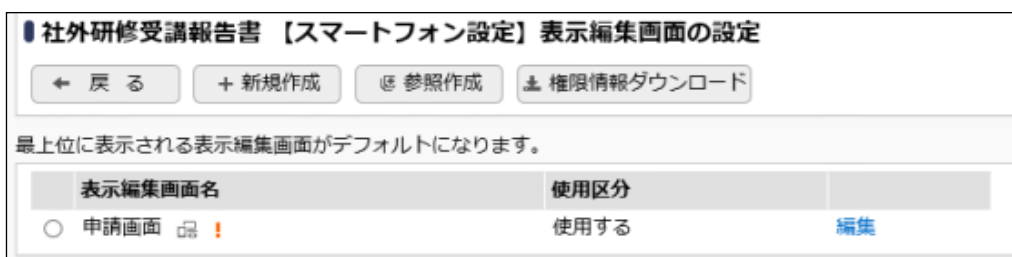 社外研修受講報告書 【スマートフォン設定】表示編集画面の設定
← 戻 る ＋新規作成 参照作成 権限情報ダウンロード
最上位に表示される表示編集画面がデフォルトになります。
表示編集画面名 使用区分
申請画面 ! 使用する 編集